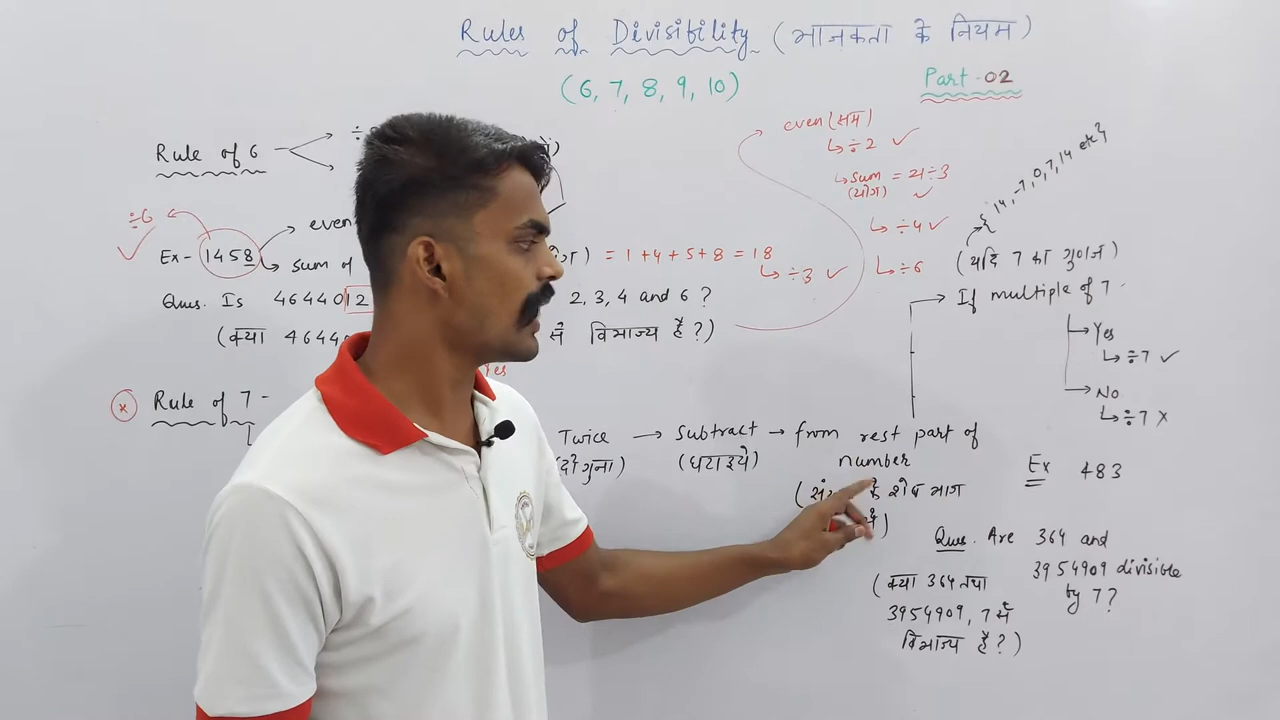 Rules of Divisibility (भाजकता के नियम)
(6, 7, 8, 9, 10)
Part-02
Rule of 6
÷
÷6 ✓
Ex- 1458
even
sum of
= 1+4+5+8 = 18
↳ ÷3 ✓
Ques. Is 4644012
2, 3, 4 and 6 ?
(क्या 4644
से विभाज्य है?)
Yes
even (सम)
↳ ÷2 ✓
↳ sum = 21÷3
(योग) ✓
↳ ÷4 ✓
↳ ÷6
× Rule of 7 -
Twice → Subtract → from rest part of
(दो गुना) (घटाइये) number
शेष भाग
{ 14, -7, 0, 7, 14 etc}
(यदि 7 का गुणज)
If multiple of 7 -
Yes
↳ ÷7 ✓
No
↳ ÷7 X
Ex 483
Ques. Are 364 and
3954909 divisible
by 7?
(क्या 364 तथा
3954909, 7 से
विभाज्य है?)